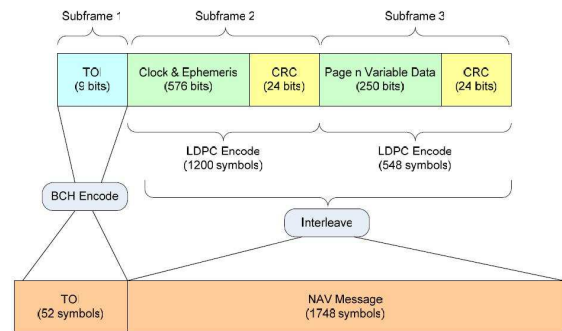 Subframe 1
Subframe 2
Subframe 3
TOI
(9 bits)
Clock & Ephemeris
(576 bits)
CRC
(24 bits)
Page n Variable Data
(250 bits)
CRC
(24 bits)
LDPC Encode
(1200 symbols)
LDPC Encode
(548 symbols)
BCH Encode
Interleave
TOI
(52 symbols)
NAV Message
(1748 symbols)